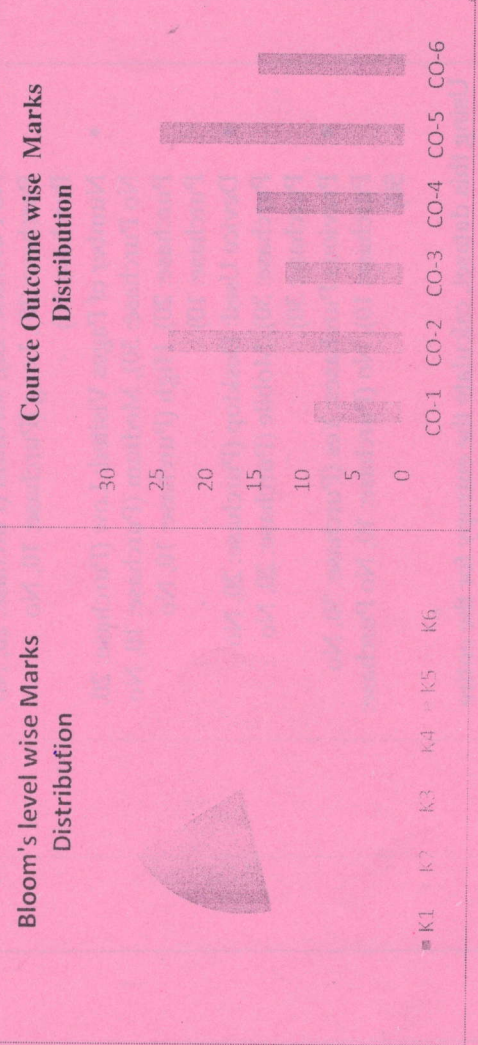 Bloom's level wise Marks
Distribution
K1 K2 K3 K4 K5 K6
Cource Outcome wise Marks
Distribution
30
25
20
15
10
5
0
CO-1 CO-2 CO-3 CO-4 CO-5 CO-6